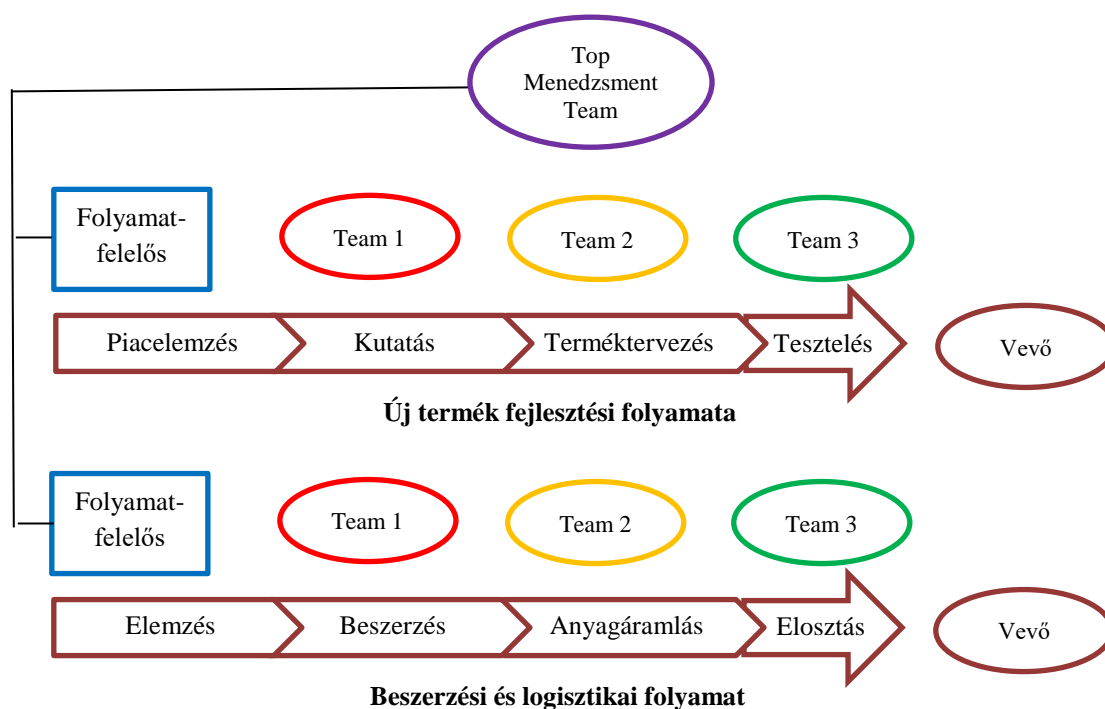 Top
Menedzsment
Team
Folyamat-
felelős
Team 1
Team 2
Team 3
Piacelemzés
Kutatás
Terméktervezés
Tesztelés
Vevő
Új termék fejlesztési folyamata
Folyamat-
felelős
Team 1
Team 2
Team 3
Elemzés
Beszerzés
Anyagáramlás
Elosztás
Vevő
Beszerzési és logisztikai folyamat